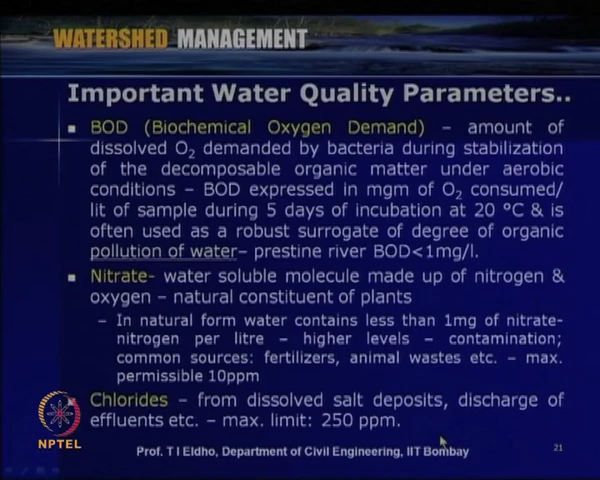 WATERSHED MANAGEMENT
Important Water Quality Parameters..
BOD (Biochemical Oxygen Demand) – amount of
dissolved O2 demanded by bacteria during stabilization
of the decomposable organic matter under aerobic
conditions – BOD expressed in mgm of O2 consumed/
lit of sample during 5 days of incubation at 20 °C & is
often used as a robust surrogate of degree of organic
pollution of water– prestine river BOD<1mg/l.
Nitrate- water soluble molecule made up of nitrogen &
oxygen – natural constituent of plants
– In natural form water contains less than 1mg of nitrate-
nitrogen per litre – higher levels – contamination;
common sources: fertilizers, animal wastes etc. – max.
permissible 10ppm
Chlorides – from dissolved salt deposits, discharge of
effluents etc. – max. limit: 250 ppm.
NPTEL
Prof. T I Eldho, Department of Civil Engineering, IIT Bombay
21